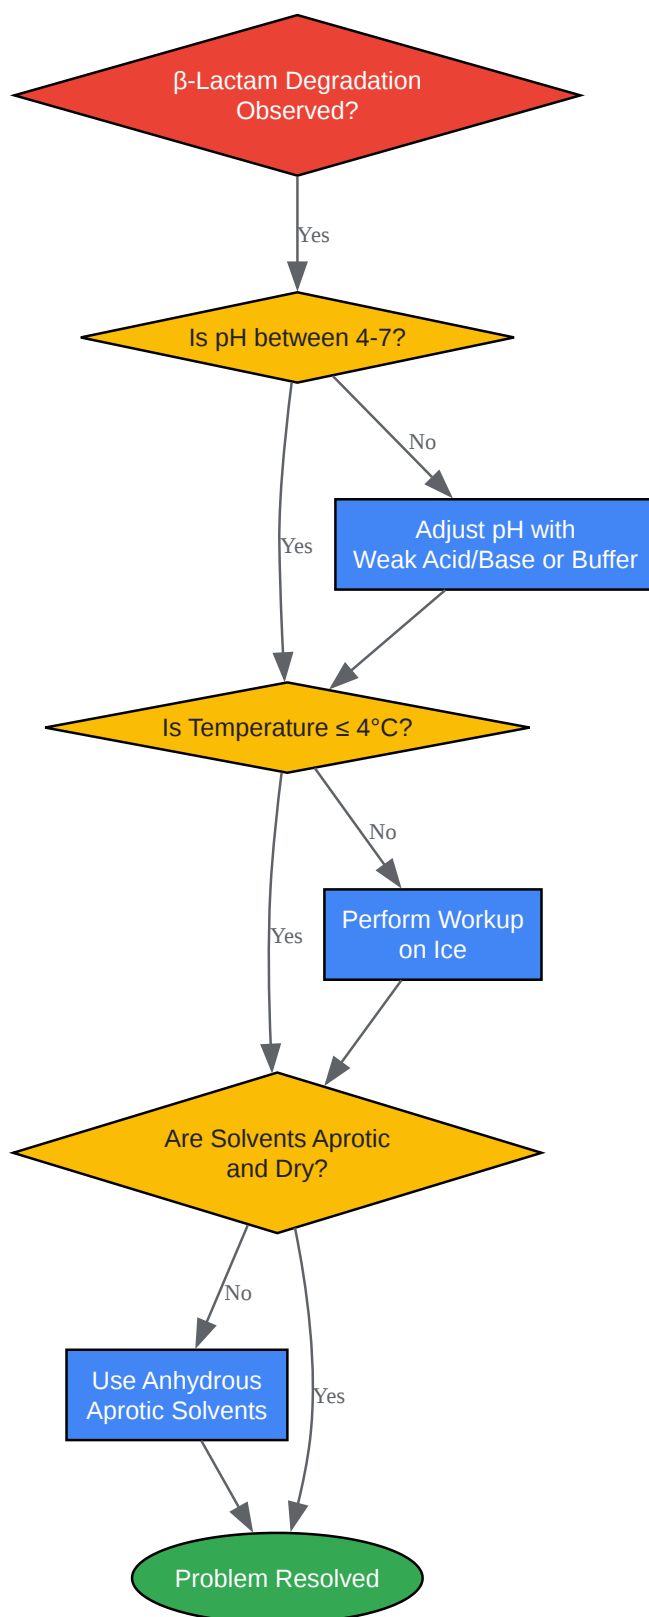 β-Lactam Degradation
Observed?
Yes
Is pH between 4-7?
No
Adjust pH with
Weak Acid/Base or Buffer
Yes
Is Temperature ≤ 4°C?
No
Perform Workup
on Ice
Yes
Are Solvents Aprotic
and Dry?
No
Use Anhydrous
Aprotic Solvents
Yes
Problem Resolved